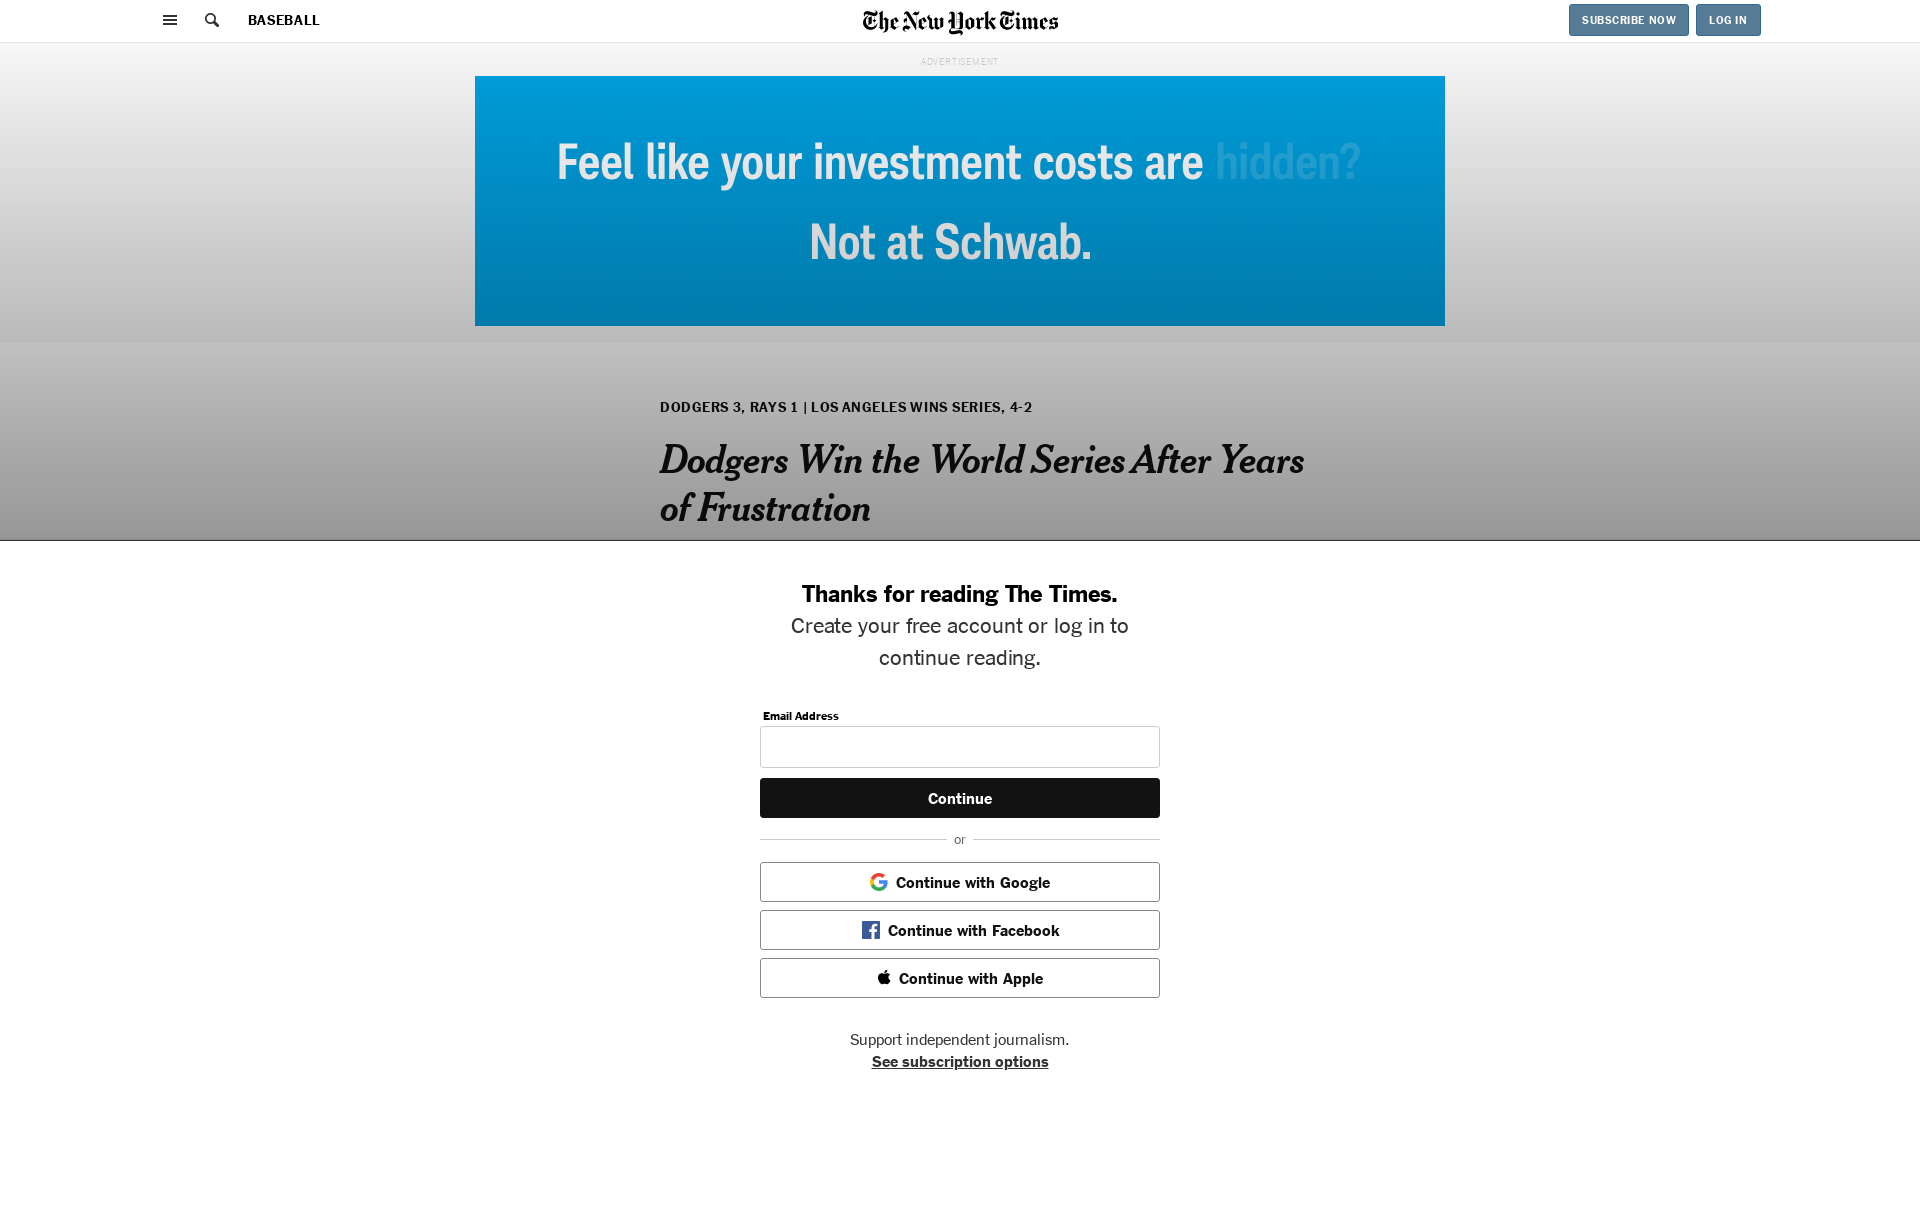 BASEBALL
The New York Times
SUBSCRIBE NOW
LOG IN
ADVERTISEMENT
Feel like your investment costs are hidden?
Not at Schwab.
DODGERS 3, RAYS 1 | LOS ANGELES WINS SERIES, 4-2
Dodgers Win the World Series After Years
of Frustration
Thanks for reading The Times.
Create your free account or log in to
continue reading.
Email Address
Continue
or
Continue with Google
Continue with Facebook
Continue with Apple
Support independent journalism.
See subscription options